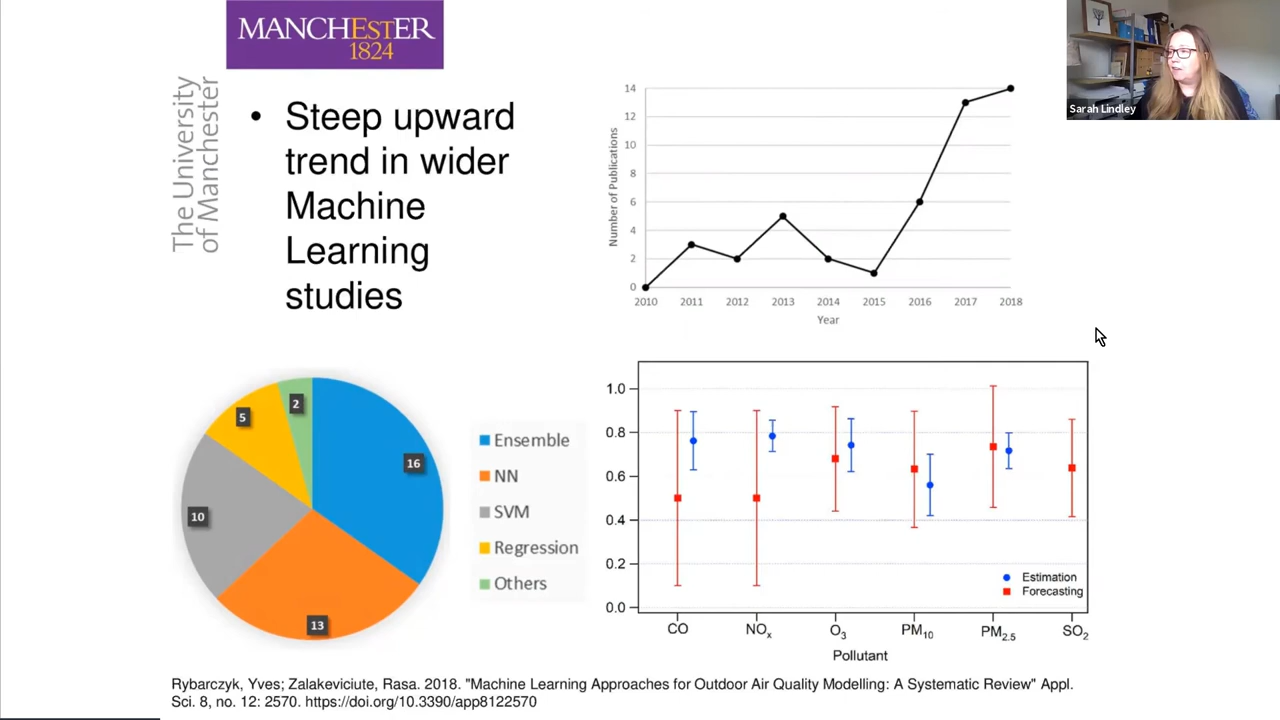 MANCHESTER
1824
The University
of Manchester
• Steep upward
trend in wider
Machine
Learning
studies
Number of Publications
14
12
10
8
6
4
2
0
2010 2011 2012 2013 2014 2015 2016 2017 2018
Year
Sarah Lindley
16
13
10
5
2
Ensemble
NN
SVM
Regression
Others
1.0
0.8
0.6
0.4
0.2
0.0
Estimation
Forecasting
CO NOx O3 PM10 PM2.5 SO2
Pollutant
Rybarczyk, Yves; Zalakeviciute, Rasa. 2018. "Machine Learning Approaches for Outdoor Air Quality Modelling: A Systematic Review" Appl.
Sci. 8, no. 12: 2570. https://doi.org/10.3390/app8122570